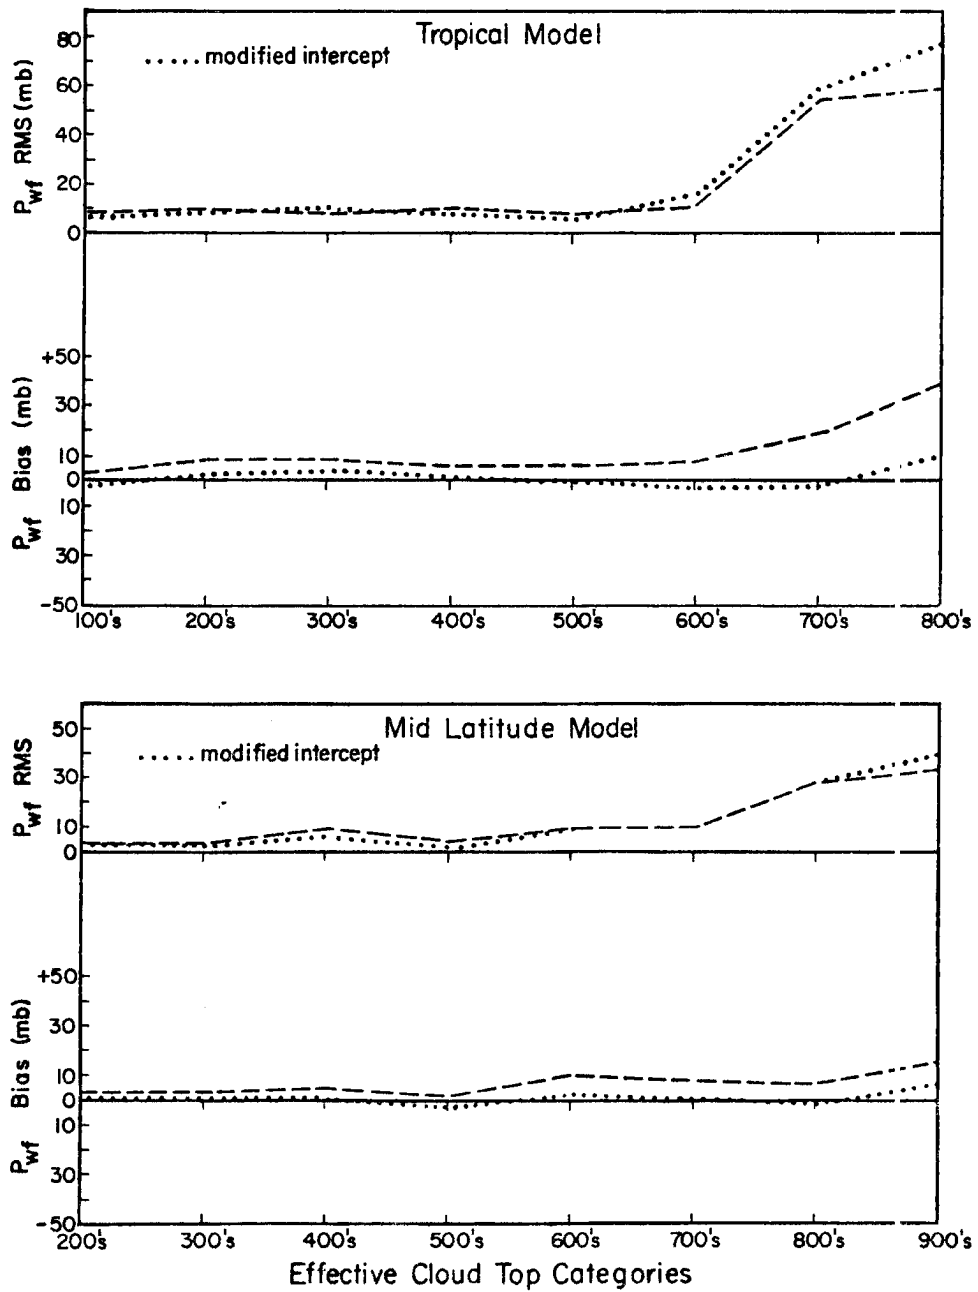 Tropical Model
modified intercept
P_wf RMS (mb)
80
60
40
20
0
P_wf Bias (mb)
+50
30
10
0
10
30
-50
100's 200's 300's 400's 500's 600's 700's 800's
Mid Latitude Model
modified intercept
P_wf RMS
50
30
10
0
P_wf Bias (mb)
+50
30
10
0
10
30
-50
200's 300's 400's 500's 600's 700's 800's 900's
Effective Cloud Top Categories